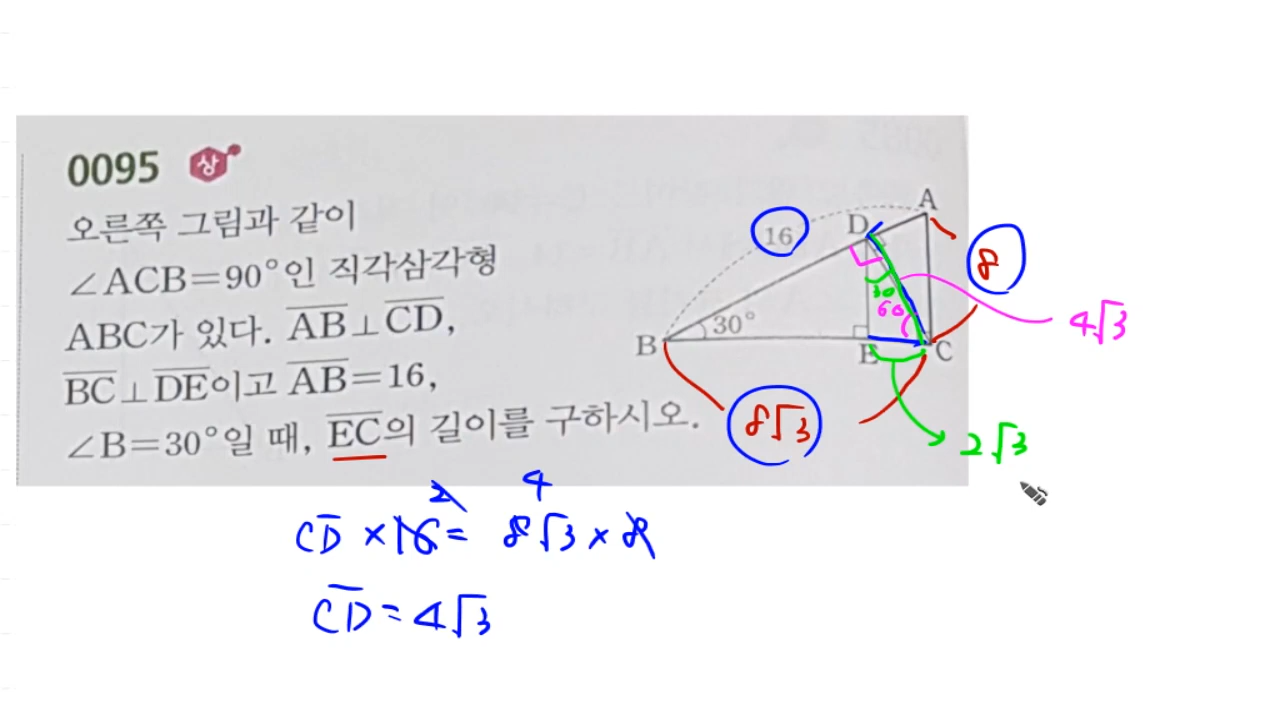 0095 상
오른쪽 그림과 같이
∠ACB=90°인 직각삼각형
ABC가 있다. AB⊥CD,
BC⊥DE이고 AB=16,
∠B=30°일 때, EC의 길이를 구하시오.
A
D
16
8
30
60
4√3
30°
B
E
C
8√3
2√3
2 4
CD × 16 = 8√3 × 8
CD = 4√3